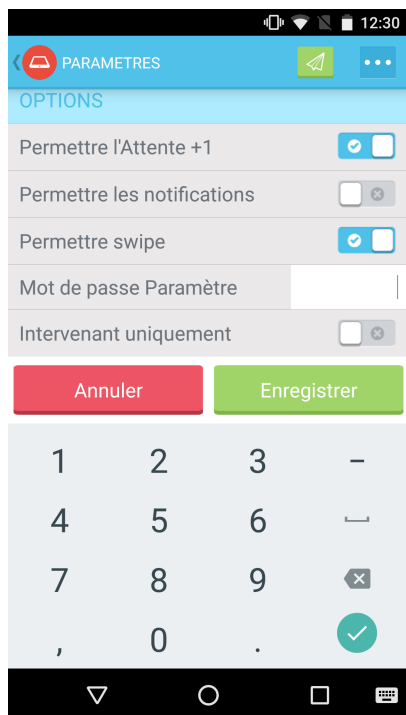 12:30
PARAMETRES
OPTIONS
Permettre l'Attente +1
Permettre les notifications
Permettre swipe
Mot de passe Paramètre
Intervenant uniquement
Annuler Enregistrer
1 2 3 –
4 5 6
7 8 9
, 0 .